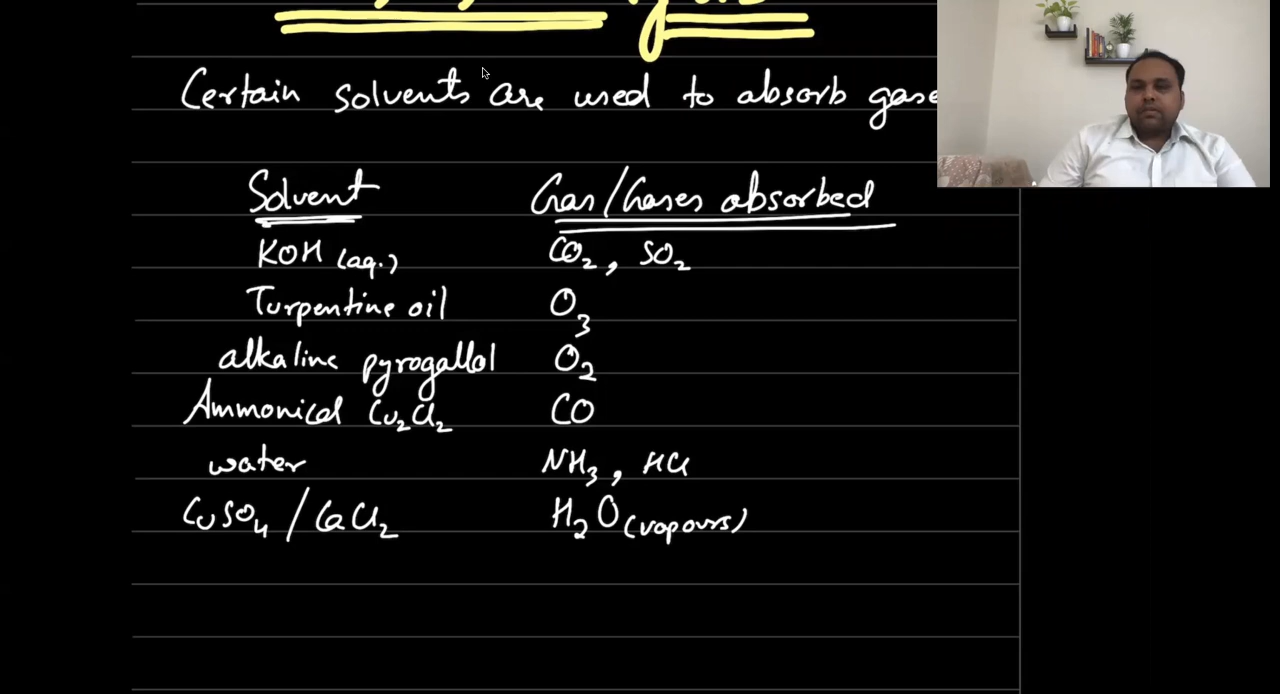 Certain solvents are used to absorb gase
Solvent Gas/Gases absorbed
KOH (aq.) CO₂, SO₂
Turpentine oil O₃
alkaline pyrogallol O₂
Ammonical Cu₂Cl₂ CO
water NH₃, HCl
CuSO₄ / CaCl₂ H₂O (vapours)